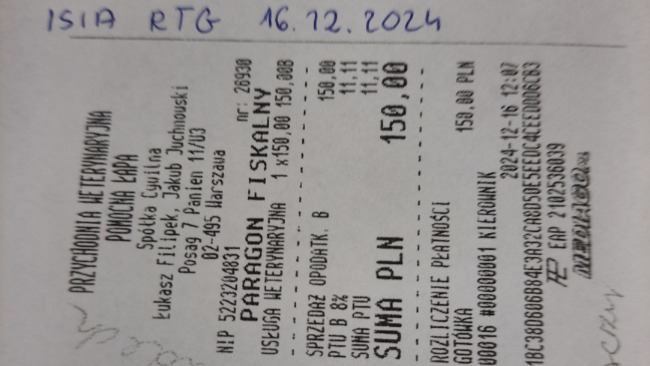 ISIA RTG 16.12.2024
PRZYCHODNIA WETERYNARYJNA
POMOCNA ŁAPA
Spółka Cywilna
Łukasz Filipek, Jakub Juchniowski
Posąg 7 Panien 11/U3
02-495 Warszawa
NIP 5223204831 nr: 26930
PARAGON FISKALNY
USŁUGA WETERYNARYJNA 1 x150,00 150,00B
SPRZEDAŻ OPODATK. B 150,00
PTU B 8% 11,11
SUMA PTU 11,11
SUMA PLN 150,00
ROZLICZENIE PŁATNOŚCI
GOTÓWKA 150,00 PLN
00016 #00000001 KIEROWNIK 2024-12-16 12:07
EAP 2102536039